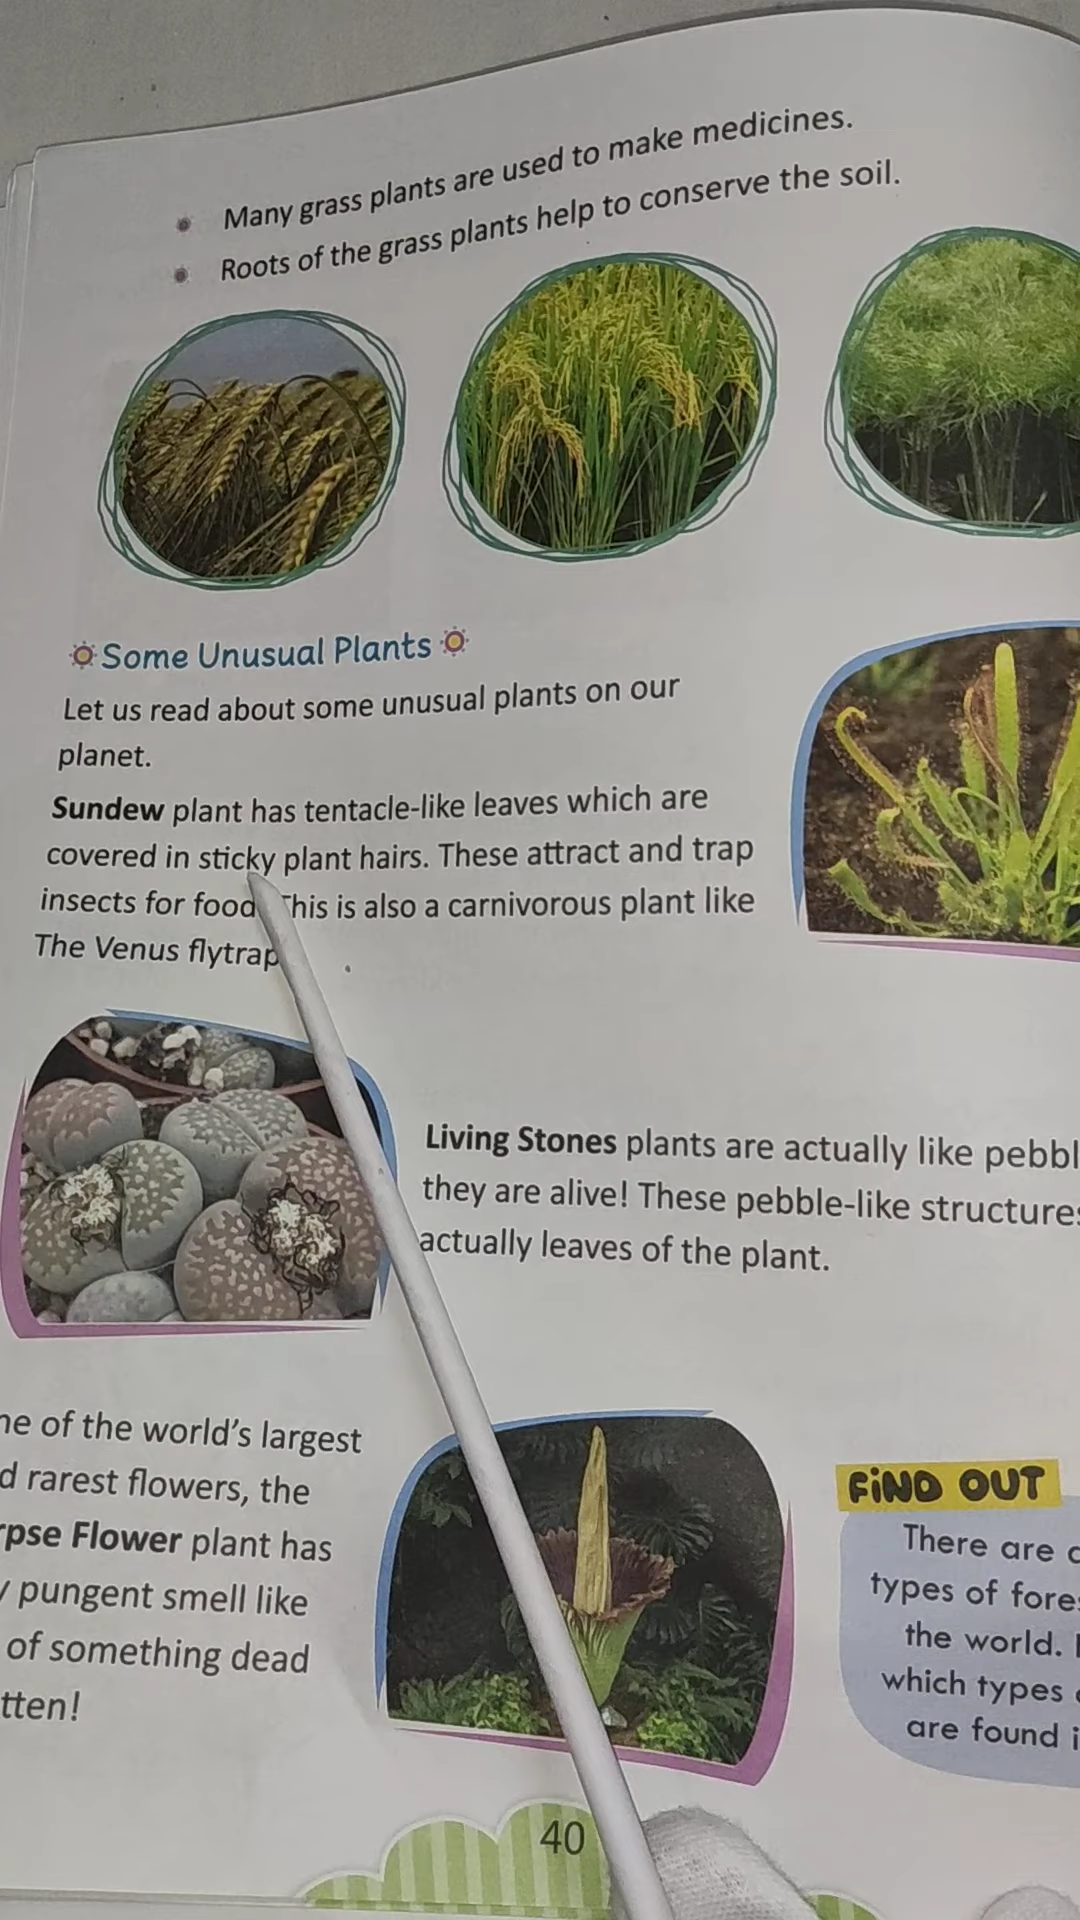 Many grass plants are used to make medicines.
Roots of the grass plants help to conserve the soil.
Some Unusual Plants
Let us read about some unusual plants on our
planet.
Sundew plant has tentacle-like leaves which are
covered in sticky plant hairs. These attract and trap
insects for food This is also a carnivorous plant like
The Venus flytrap
Living Stones plants are actually like pebbl
they are alive! These pebble-like structures
actually leaves of the plant.
ne of the world's largest
d rarest flowers, the
rpse Flower plant has
y pungent smell like
of something dead
tten!
FiND OUT
There are
types of fores
the world.
which types
are found i
40